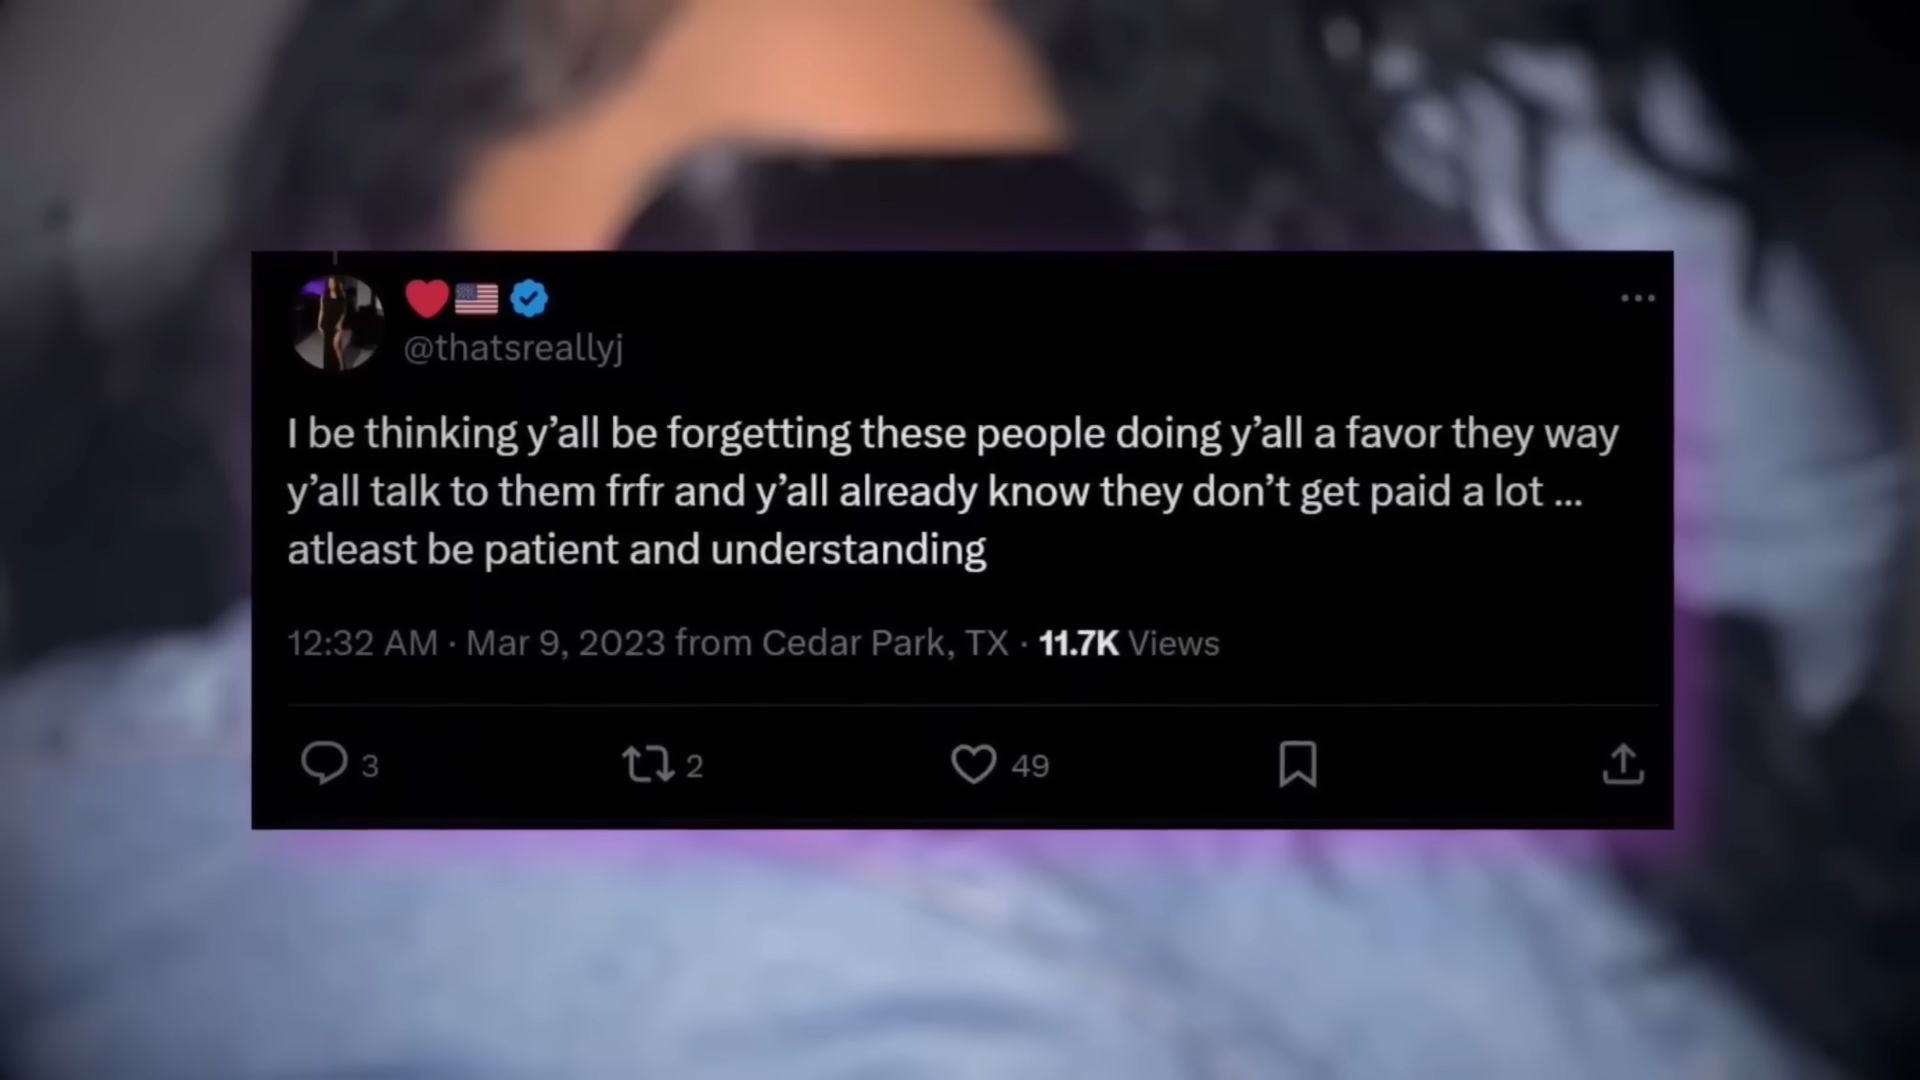 @thatsreallyj
I be thinking y’all be forgetting these people doing y’all a favor they way
y’all talk to them frfr and y’all already know they don’t get paid a lot ...
atleast be patient and understanding
12:32 AM · Mar 9, 2023 from Cedar Park, TX · 11.7K Views
3 2 49